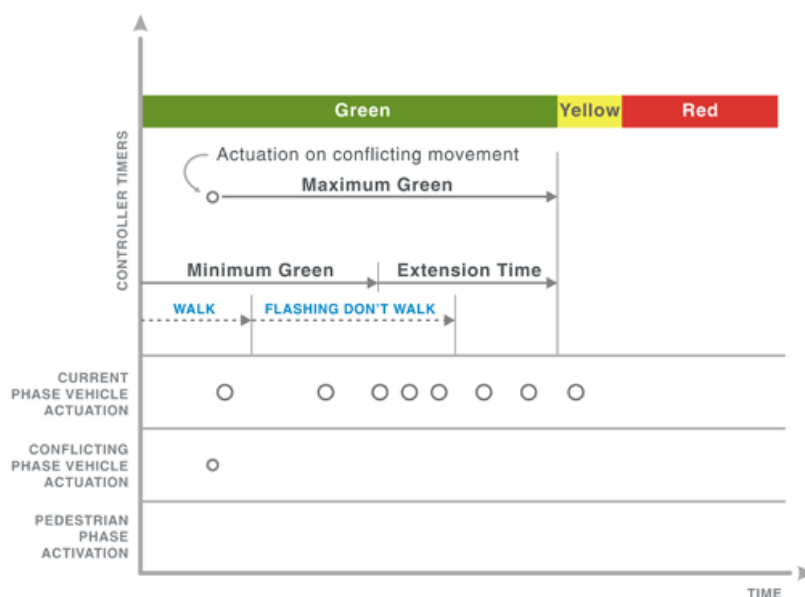 Green Yellow Red
Actuation on conflicting movement
Maximum Green
Minimum Green Extension Time
WALK FLASHING DON'T WALK
CONTROLLER TIMERS
CURRENT
PHASE VEHICLE
ACTUATION
CONFLICTING
PHASE VEHICLE
ACTUATION
PEDESTRIAN
PHASE
ACTIVATION
TIME